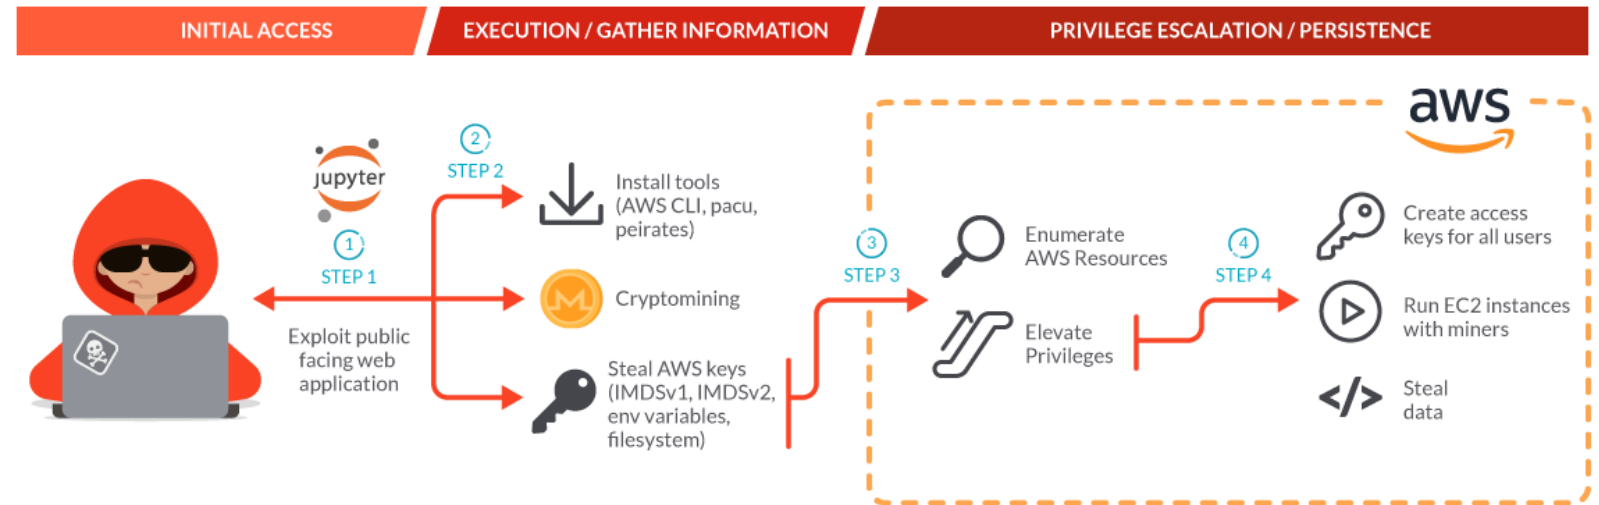 INITIAL ACCESS
EXECUTION / GATHER INFORMATION
PRIVILEGE ESCALATION / PERSISTENCE
jupyter
1
STEP 1
Exploit public
facing web
application
2
STEP 2
Install tools
(AWS CLI, pacu,
peirates)
Cryptomining
Steal AWS keys
(IMDSv1, IMDSv2,
env variables,
filesystem)
3
STEP 3
aws
Enumerate
AWS Resources
Elevate
Privileges
4
STEP 4
Create access
keys for all users
Run EC2 instances
with miners
</>
Steal
data